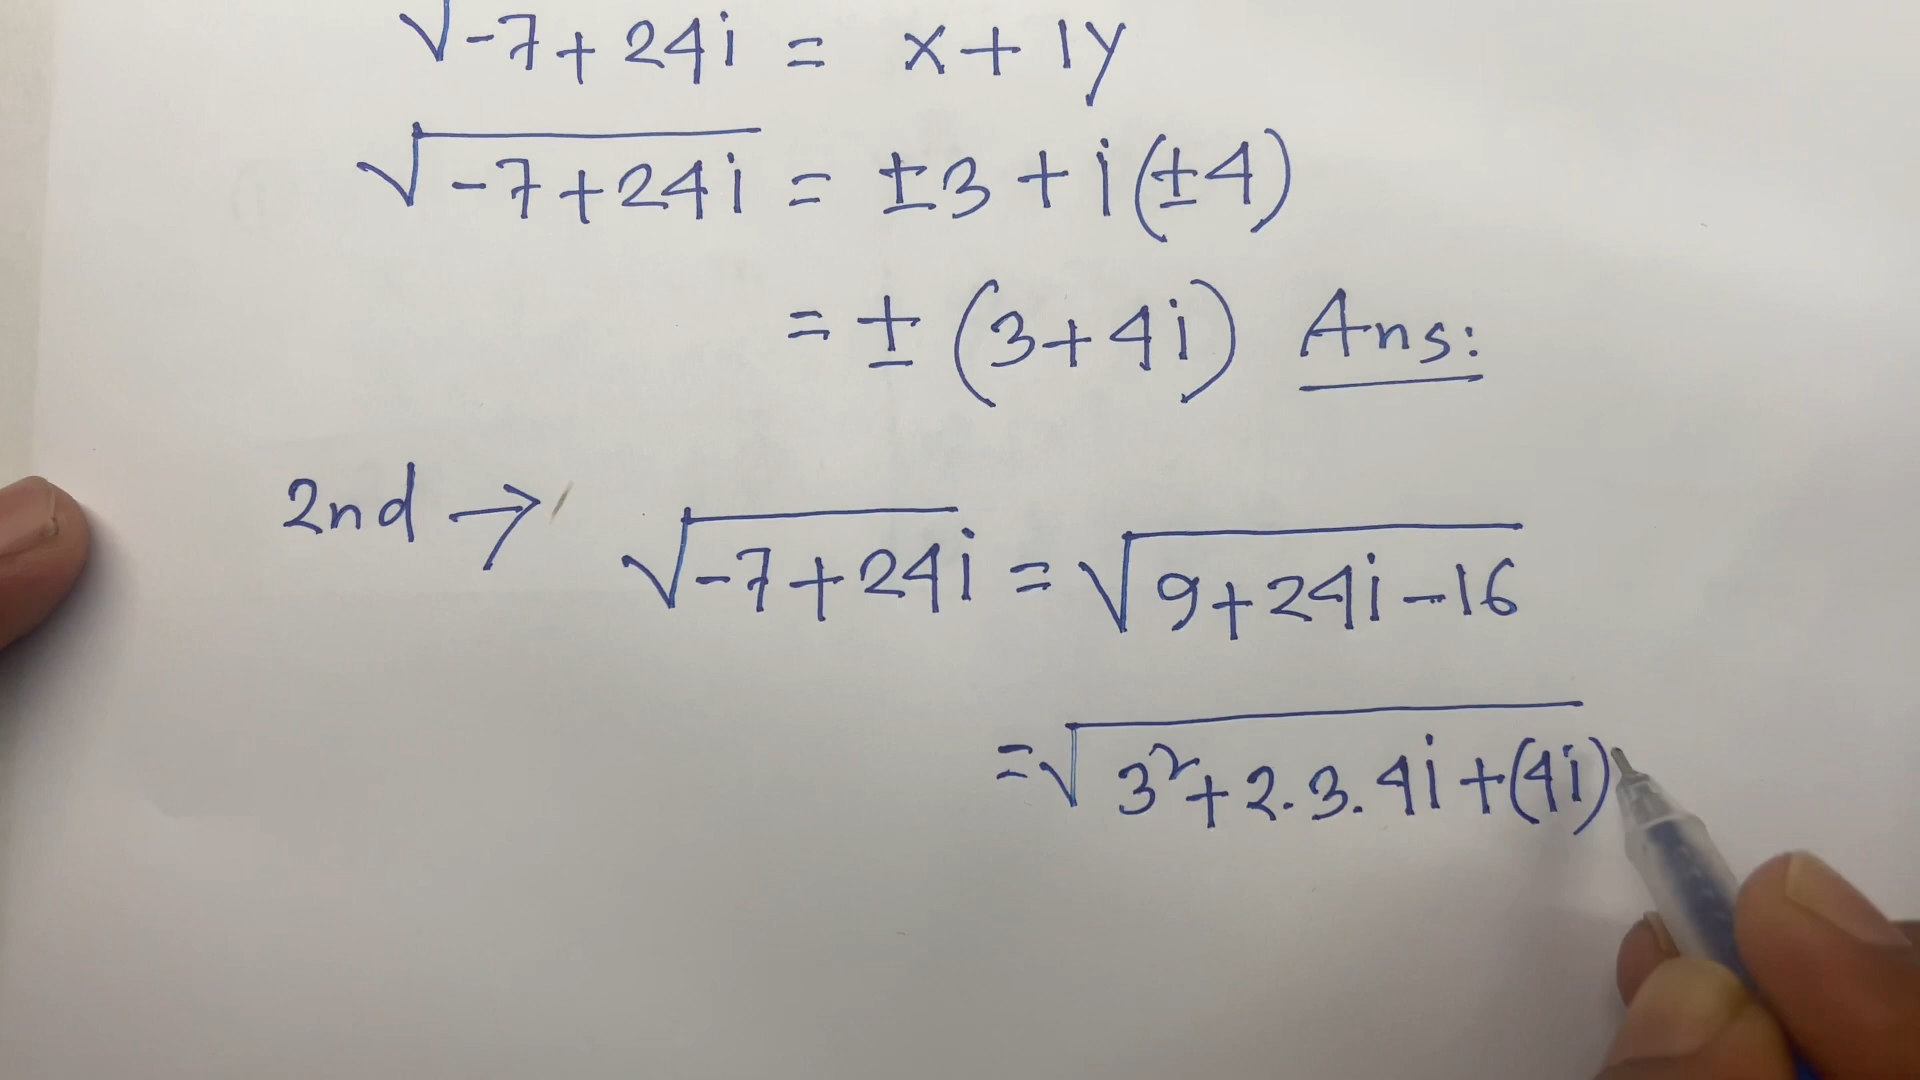 √-7+24i = x+iy
√-7+24i = ±3+i(±4)
= ±(3+4i) Ans:
2nd → √-7+24i = √9+24i-16
= √3²+2.3.4i+(4i)